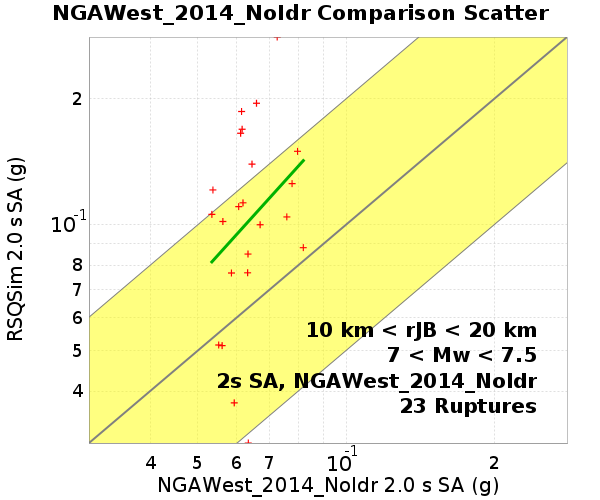 NGAWest_2014_NoIdr Comparison Scatter
RSQSim 2.0 s SA (g)
2
10-1
8
7
6
5
4
10 km < rJB < 20 km
7 < Mw < 7.5
2s SA, NGAWest_2014_NoIdr
23 Ruptures
4 5 6 7 10-1 2
NGAWest_2014_NoIdr 2.0 s SA (g)